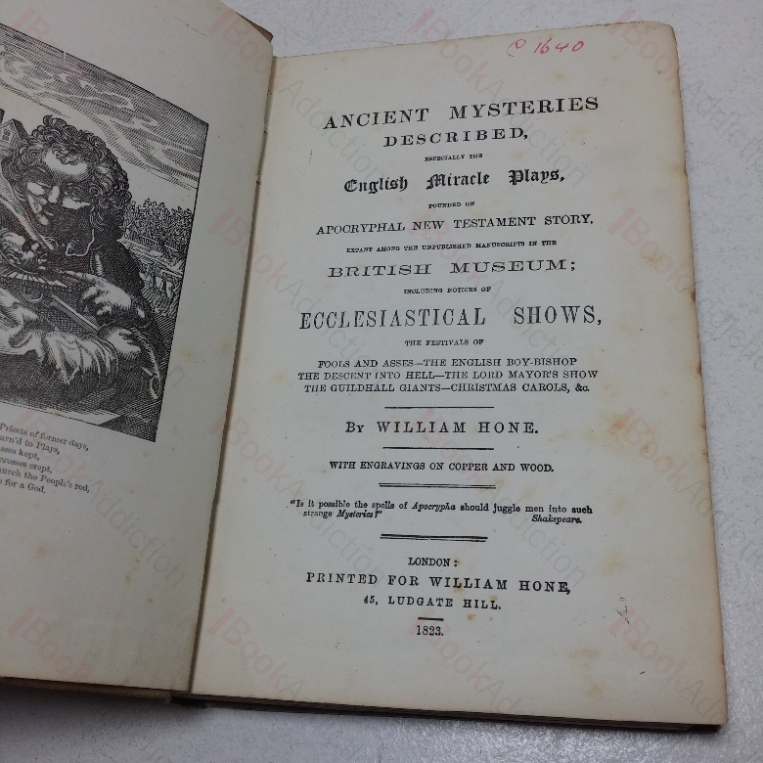 Priests of former days,
urn'd to Plays,
sses kept,
crosses crept,
hurch the People's rod,
e for a God.
@ 1640
ANCIENT MYSTERIES
DESCRIBED,
ESPECIALLY THE
English Miracle Plays,
FOUNDED ON
APOCRYPHAL NEW TESTAMENT STORY,
EXTANT AMONG THE UNPUBLISHED MANUSCRIPTS IN THE
BRITISH MUSEUM;
INCLUDING NOTICES OF
ECCLESIASTICAL SHOWS,
THE FESTIVALS OF
FOOLS AND ASSES—THE ENGLISH BOY-BISHOP
THE DESCENT INTO HELL—THE LORD MAYOR'S SHOW
THE GUILDHALL GIANTS—CHRISTMAS CAROLS, &c.
By WILLIAM HONE.
WITH ENGRAVINGS ON COPPER AND WOOD.
"Is it possible the spells of Apocrypha should juggle men into such
strange Mysteries?" Shakspeare.
LONDON:
PRINTED FOR WILLIAM HONE,
45, LUDGATE HILL.
1823.
BookAddiction